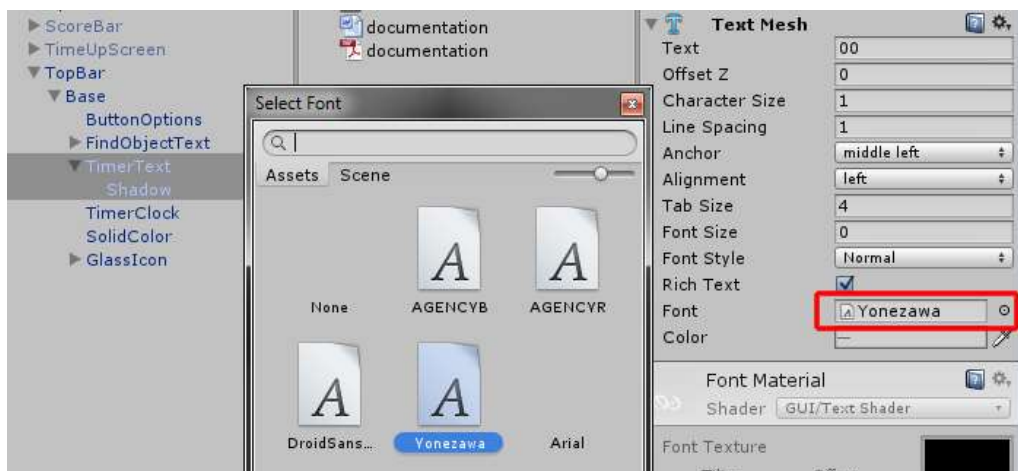 ScoreBar
TimeUpScreen
TopBar
Base
ButtonOptions
FindObjectText
TimerText
Shadow
TimerClock
SolidColor
GlassIcon
documentation
documentation
Select Font
Assets Scene
None AGENCYB AGENCYR
DroidSans... Yonezawa Arial
Text Mesh
Text 00
Offset Z 0
Character Size 1
Line Spacing 1
Anchor middle left
Alignment left
Tab Size 4
Font Size 0
Font Style Normal
Rich Text
Font Yonezawa
Color
Font Material
Shader GUI/Text Shader
Font Texture